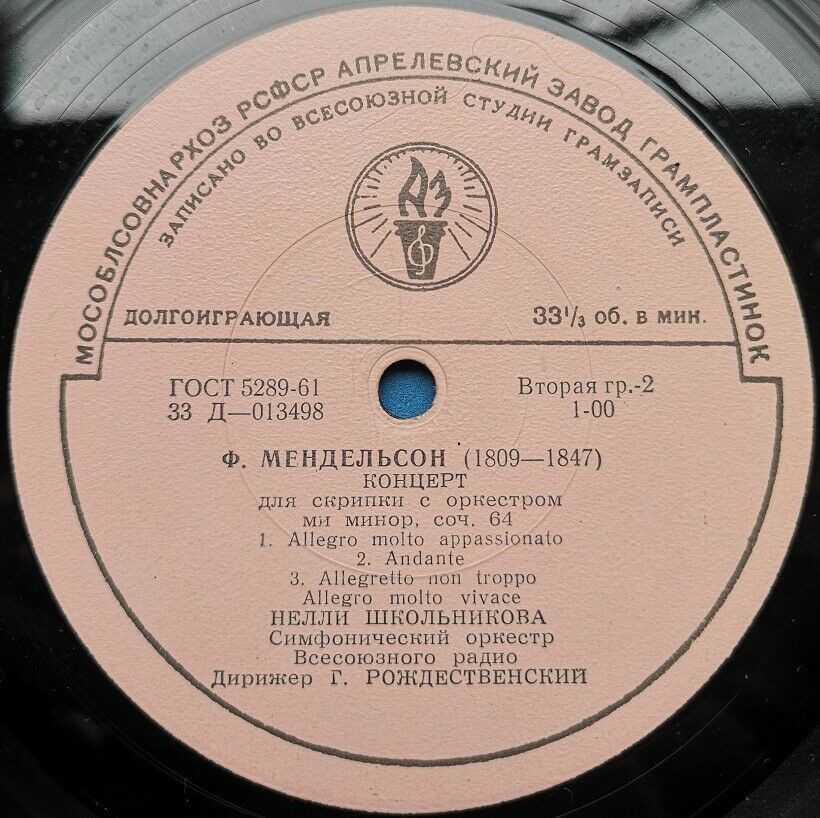 МОСОБЛСОВНАРХОЗ РСФСР АПРЕЛЕВСКИЙ ЗАВОД ГРАМПЛАСТИНОК
ЗАПИСАНО ВО ВСЕСОЮЗНОЙ СТУДИИ ГРАМЗАПИСИ
АЗ
ДОЛГОИГРАЮЩАЯ 33⅓ об. в мин.
ГОСТ 5289-61 Вторая гр.-2
33 Д—013498 1-00
Ф. МЕНДЕЛЬСОН (1809—1847)
КОНЦЕРТ
для скрипки с оркестром
ми минор, соч. 64
1. Allegro molto appassionato
2. Andante
3. Allegretto non troppo
Allegro molto vivace
НЕЛЛИ ШКОЛЬНИКОВА
Симфонический оркестр
Всесоюзного радио
Дирижер Г. РОЖДЕСТВЕНСКИЙ